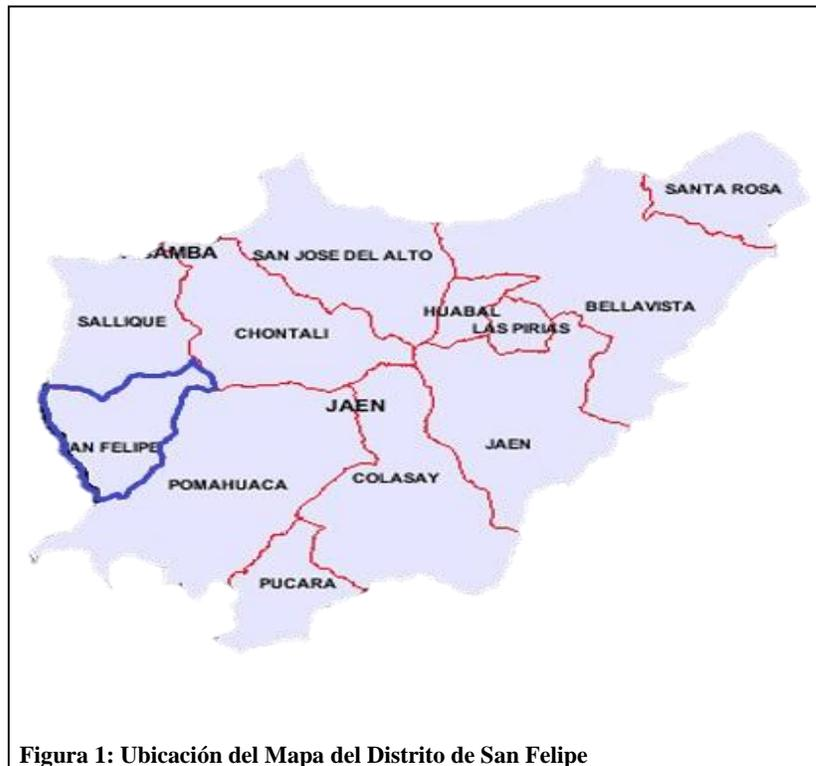 SANTA ROSA
AMBA
SAN JOSE DEL ALTO
SALLIQUE
CHONTALI
HUABAL
LAS PIRIAS
BELLAVISTA
JAEN
AN FELIPE
JAEN
POMAHUACA
COLASAY
PUCARA
Figura 1: Ubicación del Mapa del Distrito de San Felipe